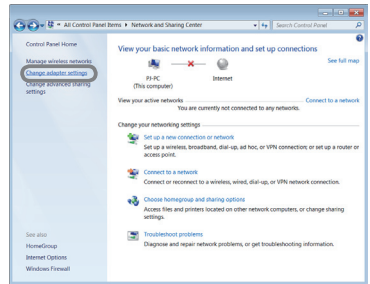 « All Control Panel Items ▸ Network and Sharing Center
Search Control Panel
Control Panel Home
Manage wireless networks
Change adapter settings
Change advanced sharing
settings
View your basic network information and set up connections
See full map
PJ-PC
(This computer)
Internet
View your active networks
Connect to a network
You are currently not connected to any networks.
Change your networking settings
Set up a new connection or network
Set up a wireless, broadband, dial-up, ad hoc, or VPN connection; or set up a router or
access point.
Connect to a network
Connect or reconnect to a wireless, wired, dial-up, or VPN network connection.
Choose homegroup and sharing options
Access files and printers located on other network computers, or change sharing
settings.
Troubleshoot problems
Diagnose and repair network problems, or get troubleshooting information.
See also
HomeGroup
Internet Options
Windows Firewall